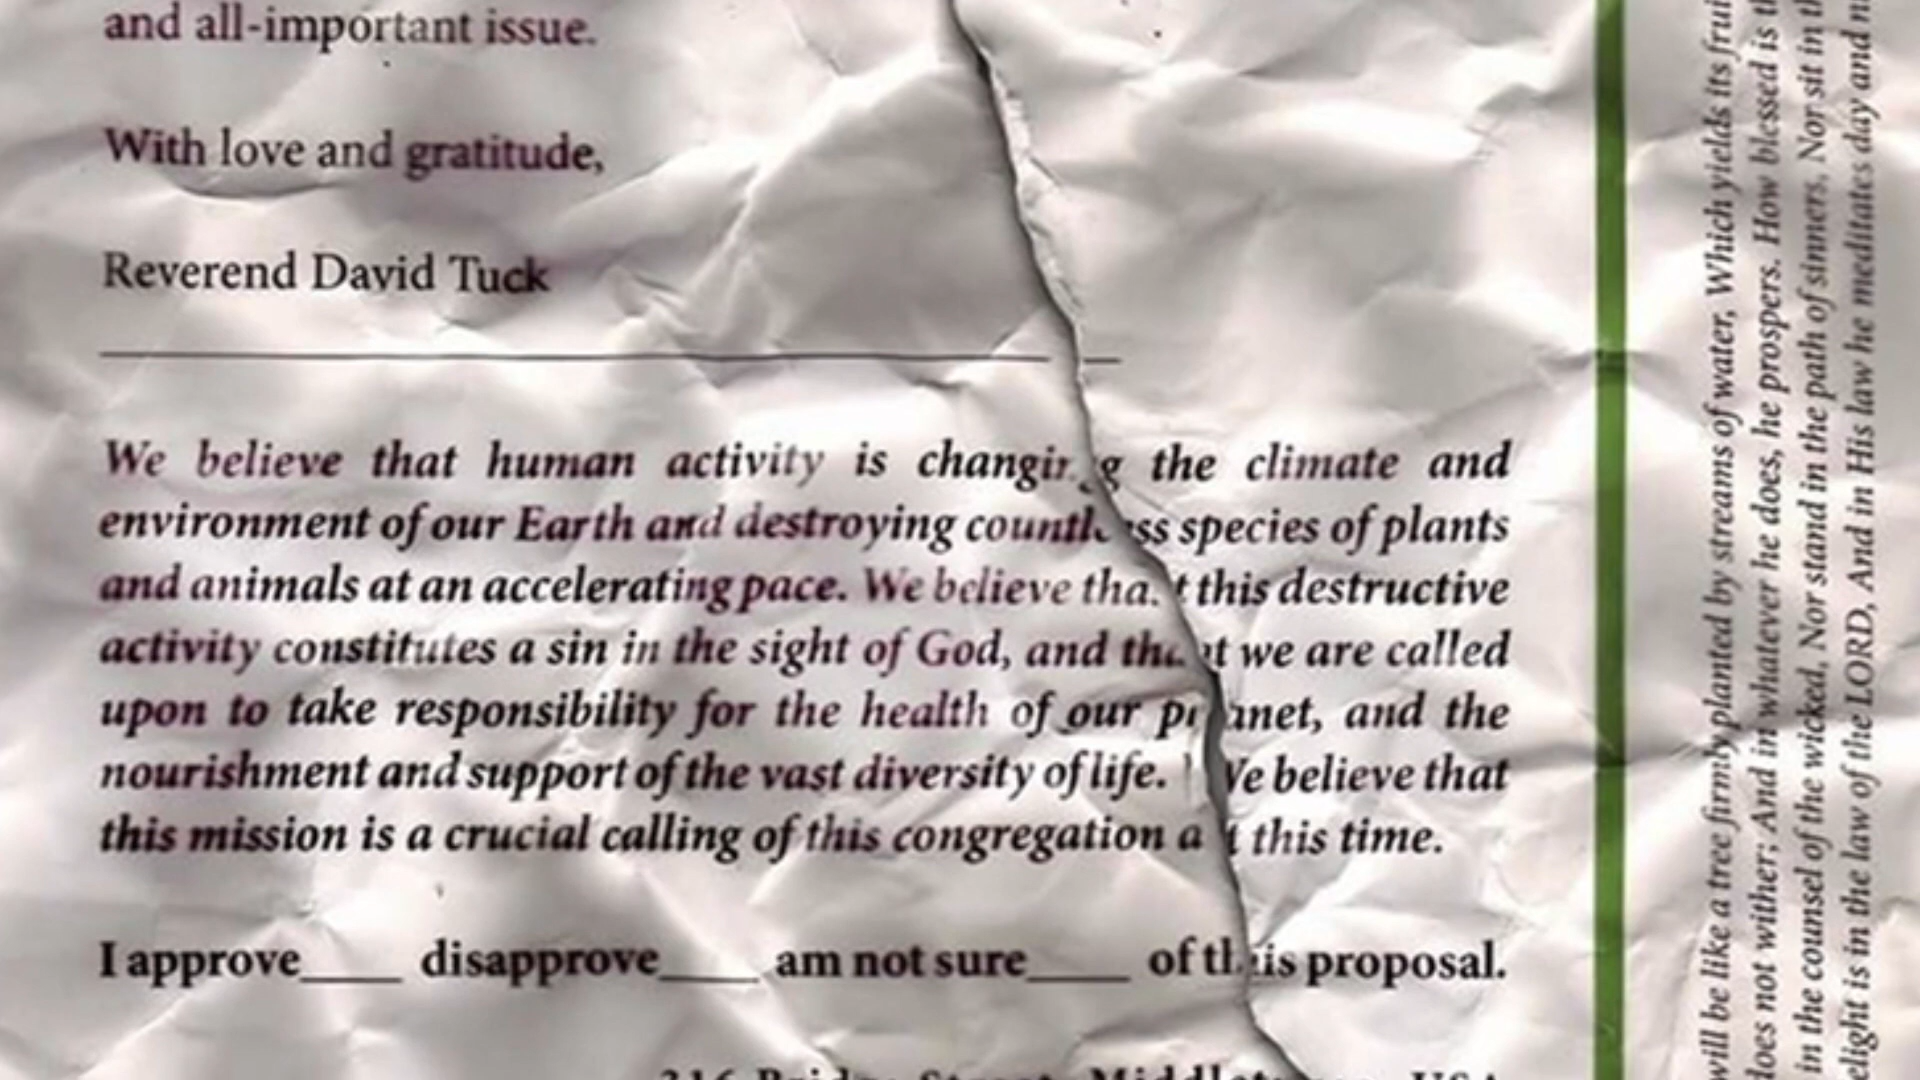 and all-important issue.
With love and gratitude,
Reverend David Tuck
We believe that human activity is changing the climate and
environment of our Earth and destroying countless species of plants
and animals at an accelerating pace. We believe that this destructive
activity constitutes a sin in the sight of God, and that we are called
upon to take responsibility for the health of our planet, and the
nourishment and support of the vast diversity of life. We believe that
this mission is a crucial calling of this congregation at this time.
I approve____ disapprove____ am not sure____ of this proposal.
316 Bridge Street, Middletown, USA
will be like a tree firmly planted by streams of water, Which yields its
does not wither; And in whatever he does, he prospers. How blessed is
in the counsel of the wicked, Nor stand in the path of sinners, Nor sit in
is in the law of the LORD, And in His law he meditates day and